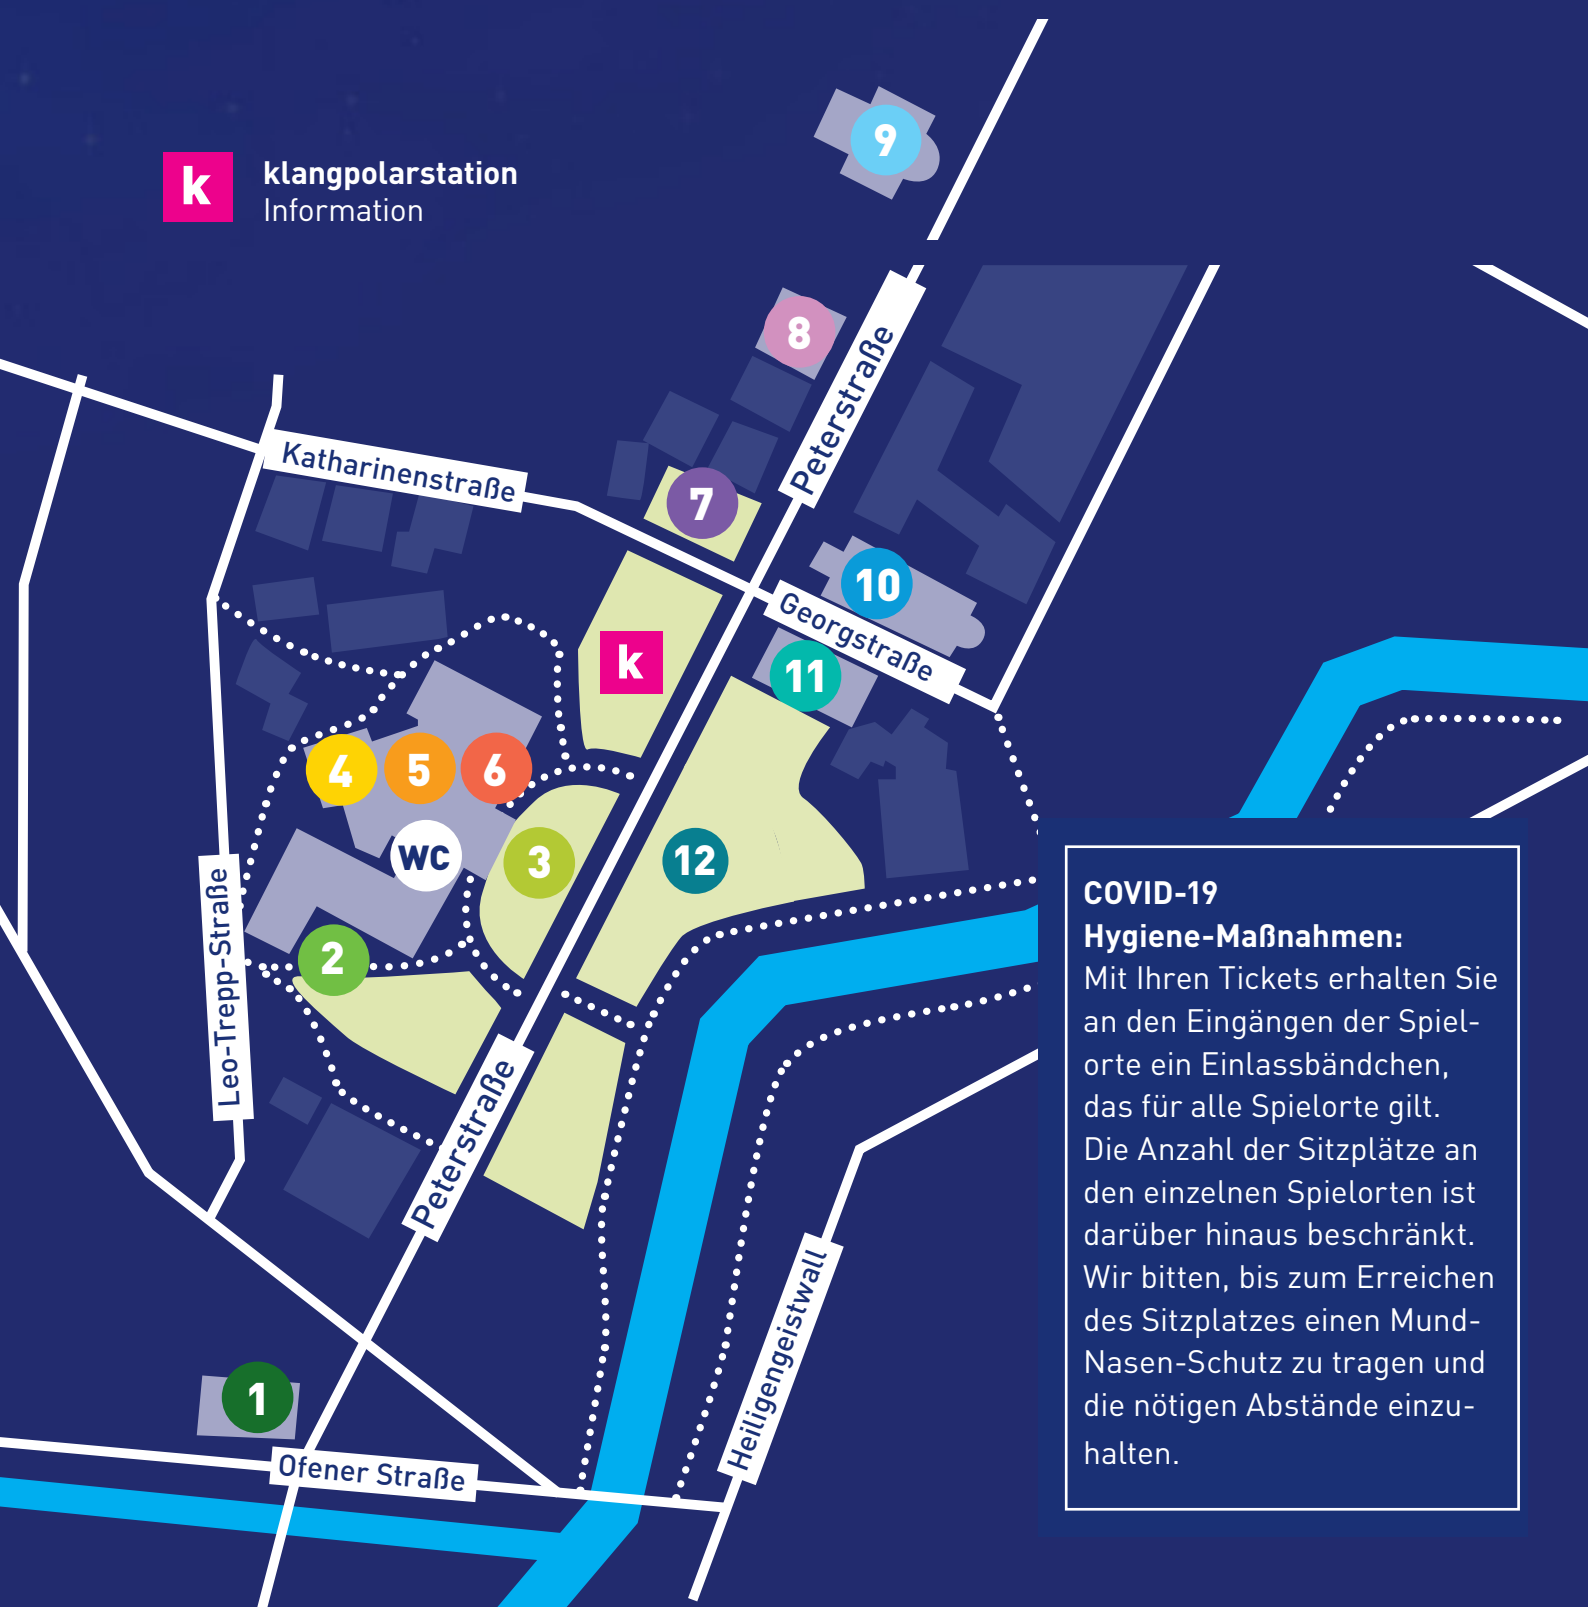 9
k
klangpolarstation
Information
8
Peterstraße
Katharinenstraße
7
10
Georgstraße
k
11
4
5
6
WC
3
12
Leo-Trepp-Straße
2
COVID-19
Hygiene-Maßnahmen:
Mit Ihren Tickets erhalten Sie
an den Eingängen der Spiel-
orte ein Einlassbändchen,
das für alle Spielorte gilt.
Die Anzahl der Sitzplätze an
den einzelnen Spielorten ist
darüber hinaus beschränkt.
Wir bitten, bis zum Erreichen
des Sitzplatzes einen Mund-
Nasen-Schutz zu tragen und
die nötigen Abstände einzu-
halten.
Peterstraße
Heiligengeistwall
1
Ofener Straße